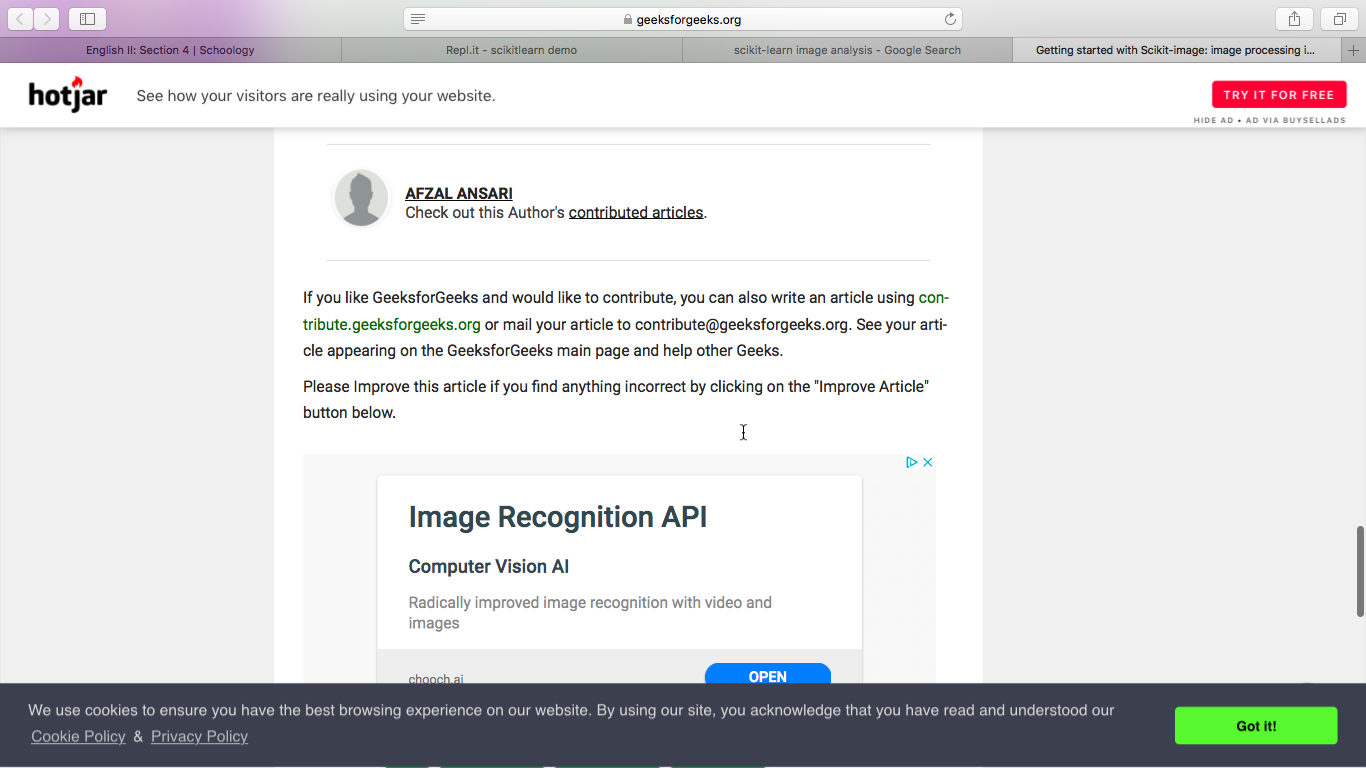 geeksforgeeks.org
English II: Section 4 | Schoology
Repl.it - scikitlearn demo
scikit-learn image analysis - Google Search
Getting started with Scikit-image: image processing i...
hotjar
See how your visitors are really using your website.
TRY IT FOR FREE
HIDE AD • AD VIA BUYSELLADS
AFZAL ANSARI
Check out this Author's contributed articles.
If you like GeeksforGeeks and would like to contribute, you can also write an article using con-
tribute.geeksforgeeks.org or mail your article to contribute@geeksforgeeks.org. See your arti-
cle appearing on the GeeksforGeeks main page and help other Geeks.
Please Improve this article if you find anything incorrect by clicking on the "Improve Article"
button below.
Image Recognition API
Computer Vision AI
Radically improved image recognition with video and
images
chooch.ai
OPEN
We use cookies to ensure you have the best browsing experience on our website. By using our site, you acknowledge that you have read and understood our
Cookie Policy & Privacy Policy
Got it!